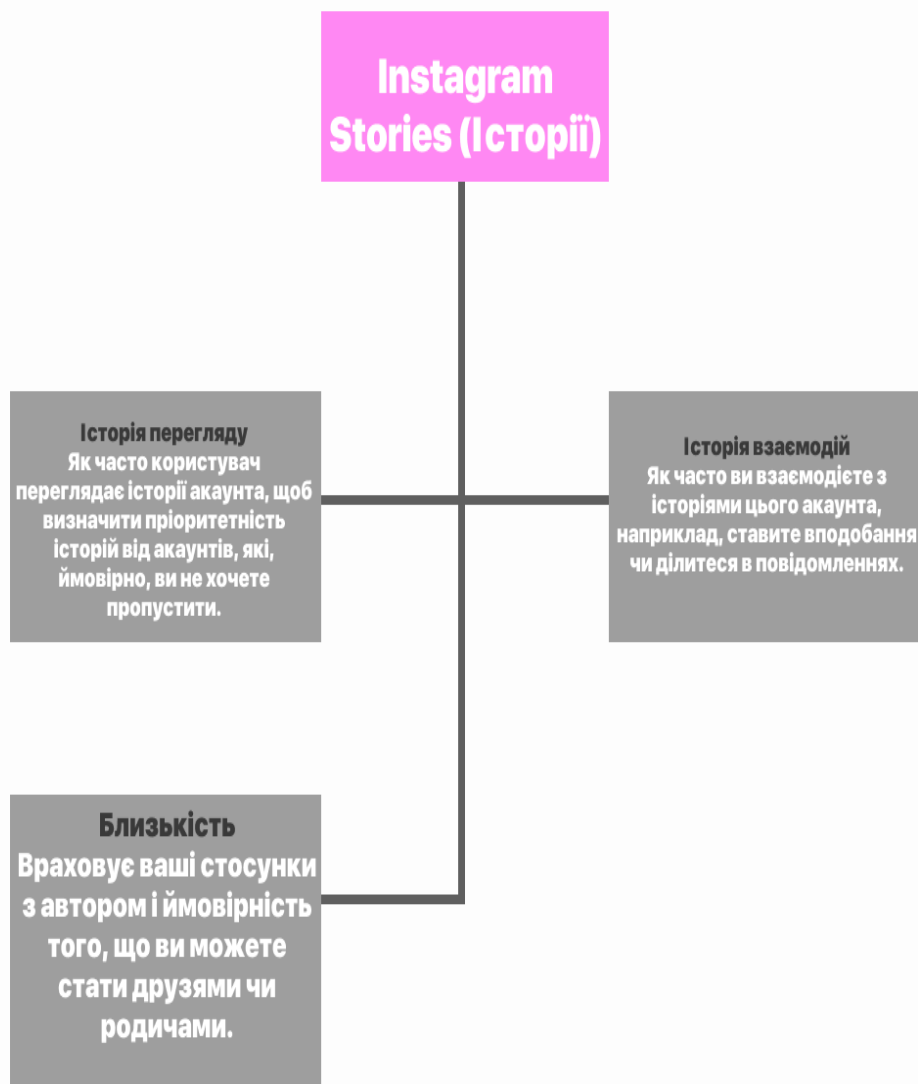 Instagram
Stories (Історії)
Історія перегляду
Як часто користувач
переглядає історії акаунта, щоб
визначити пріоритетність
історій від акаунтів, які,
ймовірно, ви не хочете
пропустити.
Історія взаємодій
Як часто ви взаємодієте з
історіями цього акаунта,
наприклад, ставите вподобання
чи ділитеся в повідомленнях.
Близькість
Враховує ваші стосунки
з автором і ймовірність
того, що ви можете
стати друзями чи
родичами.